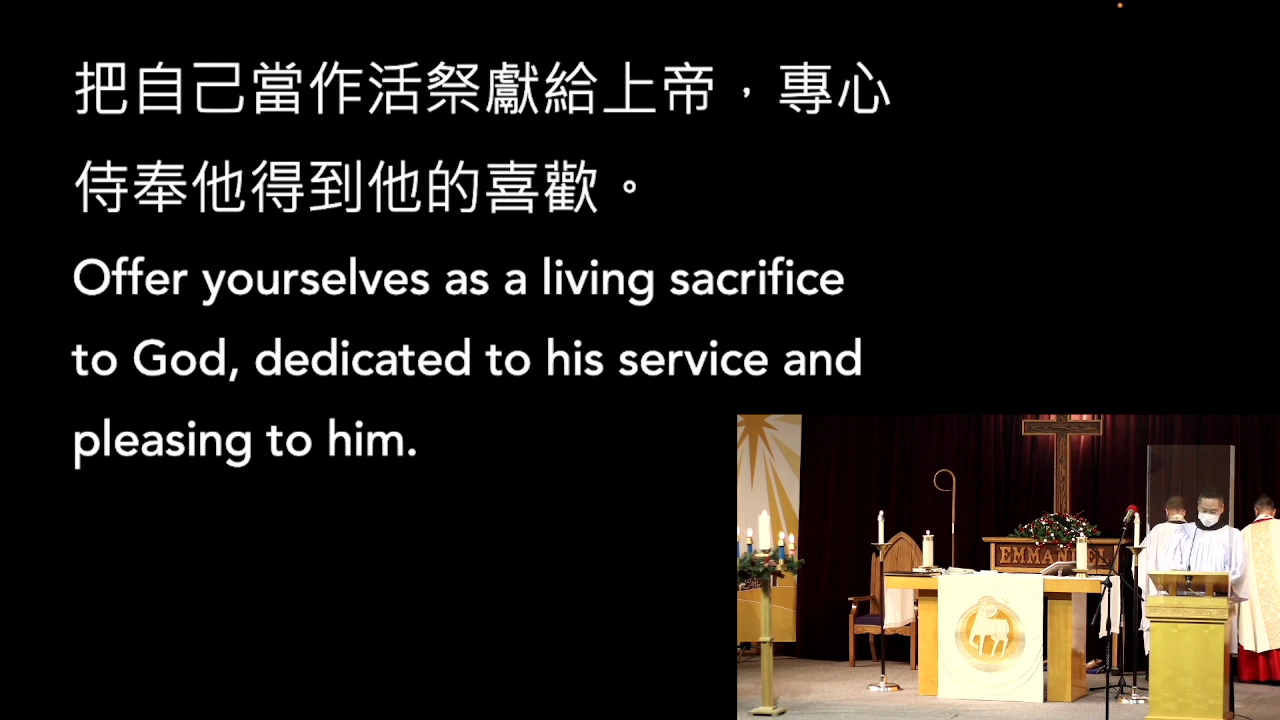 把自己當作活祭獻給上帝，專心
侍奉他得到他的喜歡。
Offer yourselves as a living sacrifice
to God, dedicated to his service and
pleasing to him.
EMMANUEL